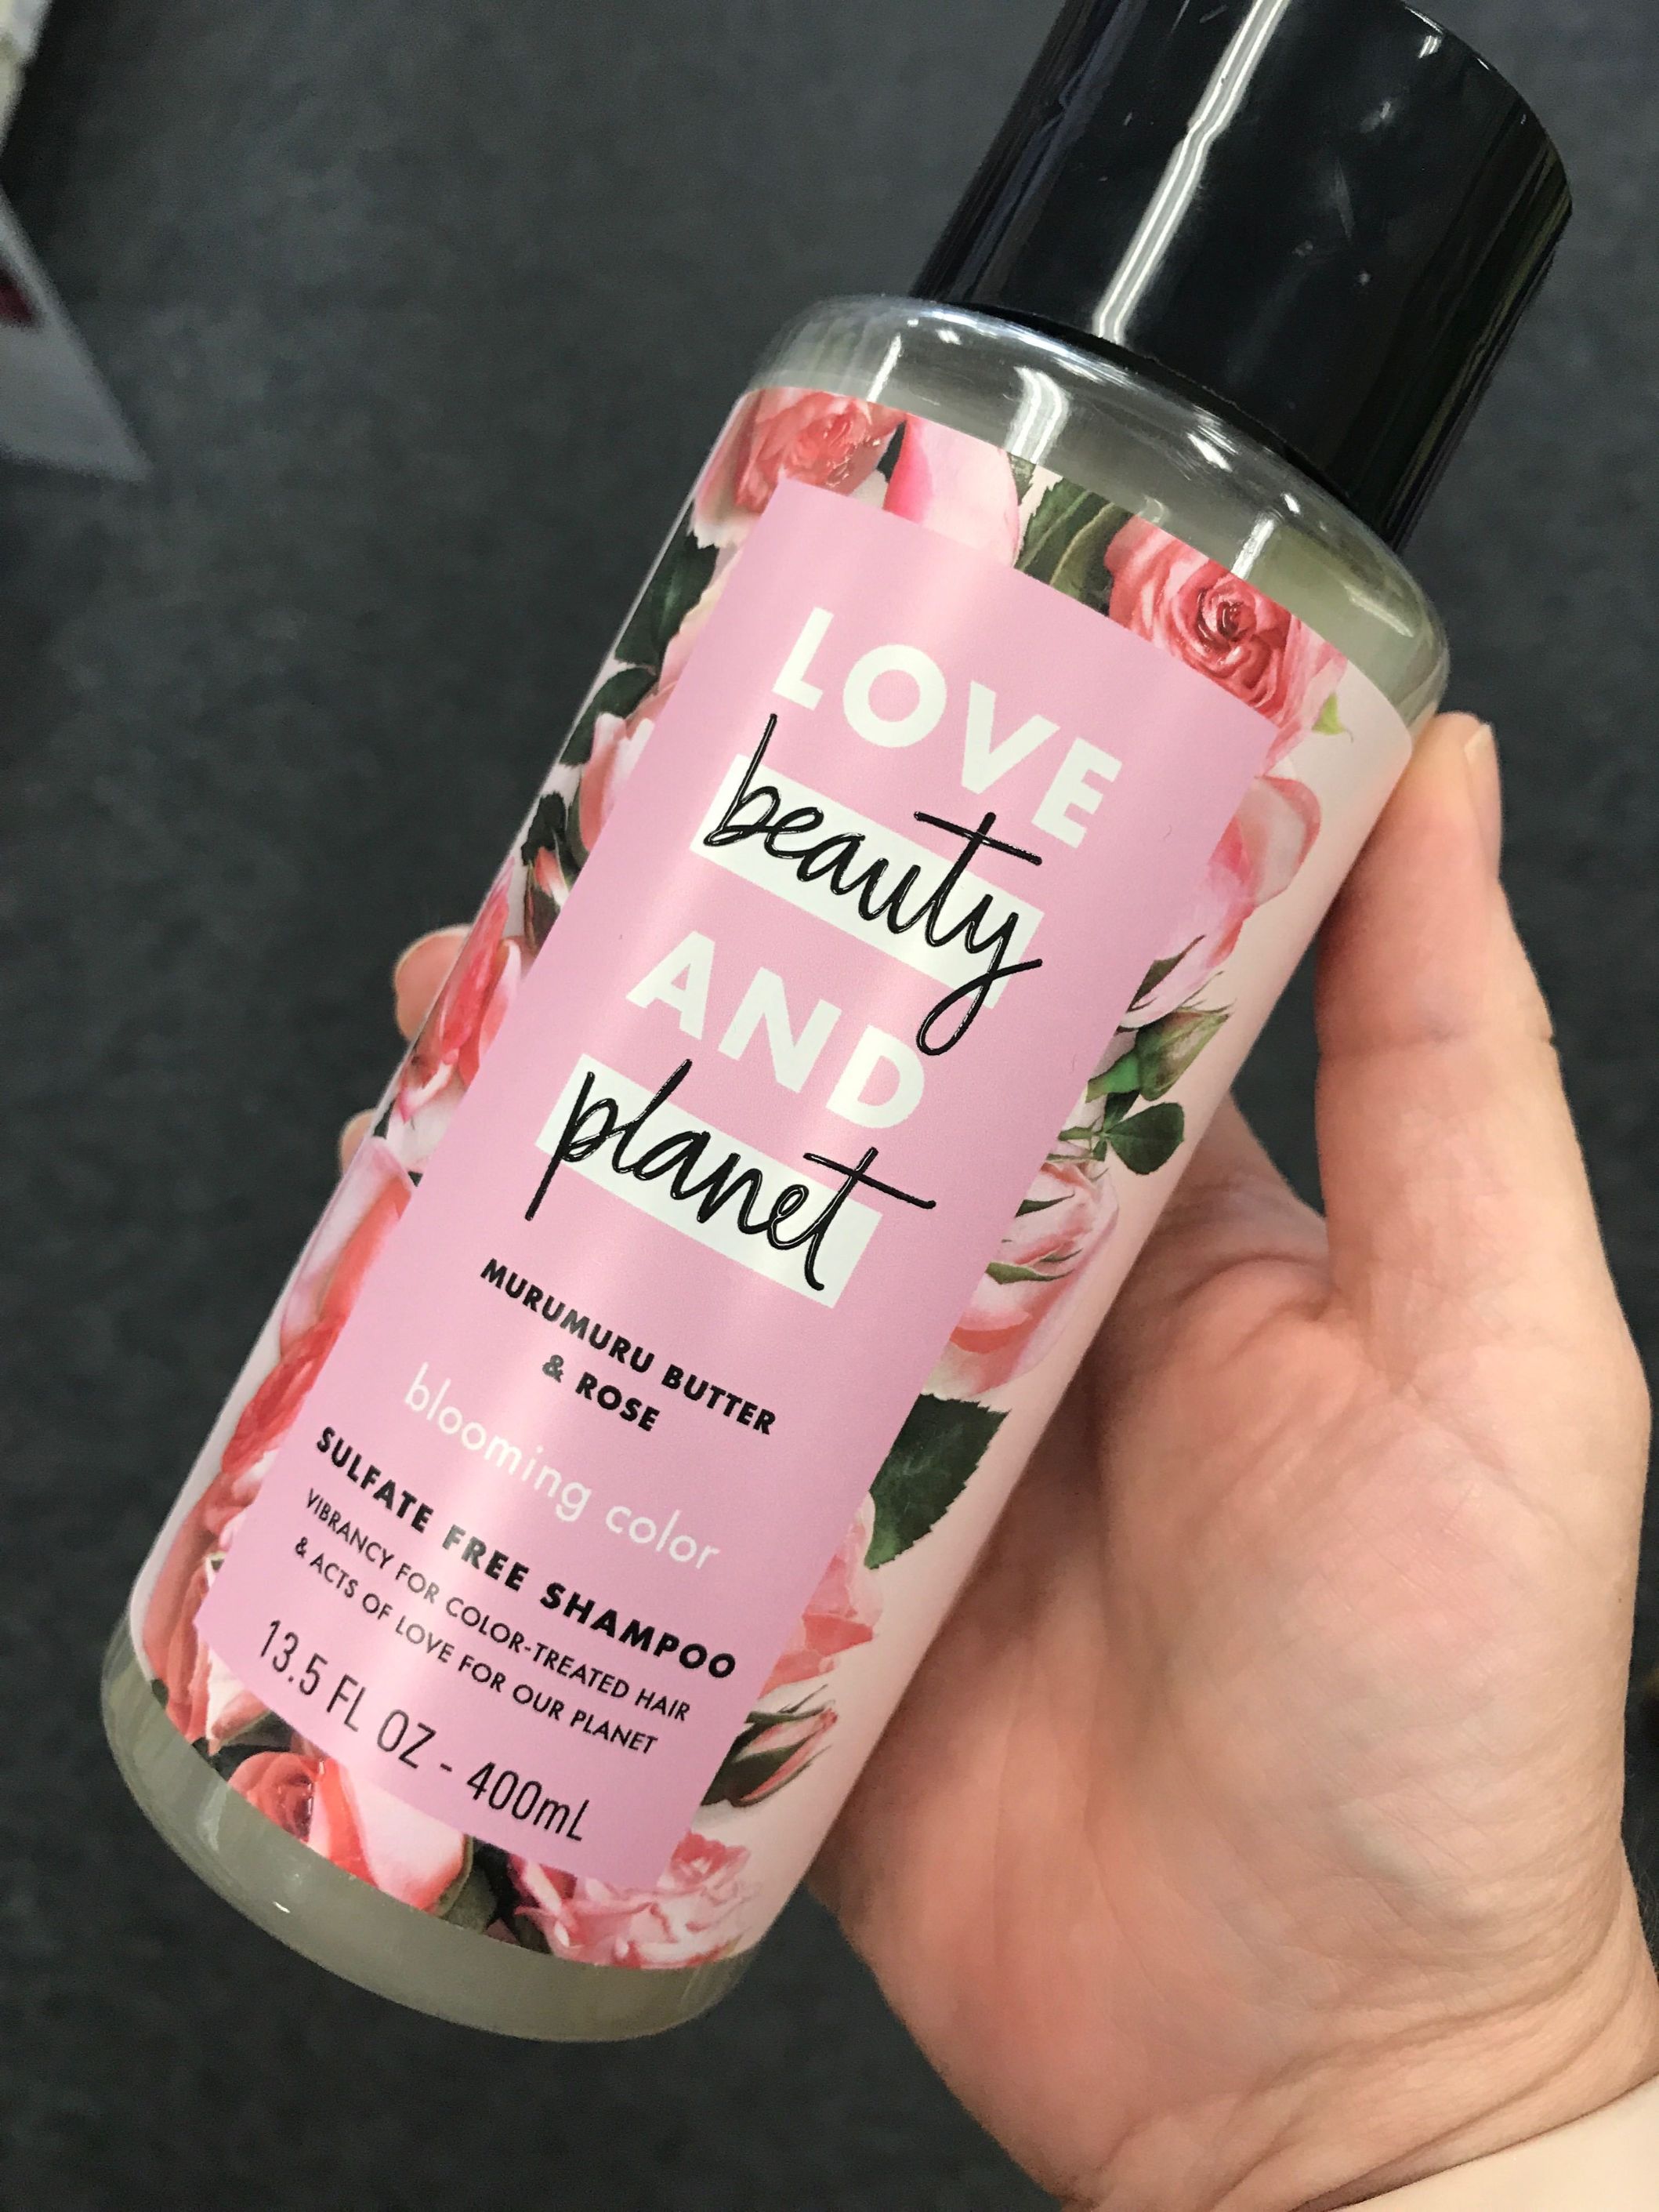 LOVE
beauty
AND
planet
MURUMURU BUTTER
& ROSE
blooming color
SULFATE FREE SHAMPOO
VIBRANCY FOR COLOR-TREATED HAIR
& ACTS OF LOVE FOR OUR PLANET
13.5 FL OZ - 400mL